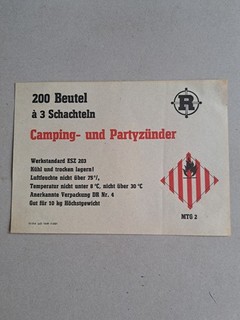 200 Beutel
à 3 Schachteln
R
Camping- und Partyzünder
Werkstandard ESZ 203
Kühl und trocken lagern!
Luftfeuchte nicht über 75%,
Temperatur nicht unter 0 °C, nicht über 30 °C
Anerkannte Verpackung DR Nr. 4
Gut für 10 kg Höchstgewicht
MTG 2